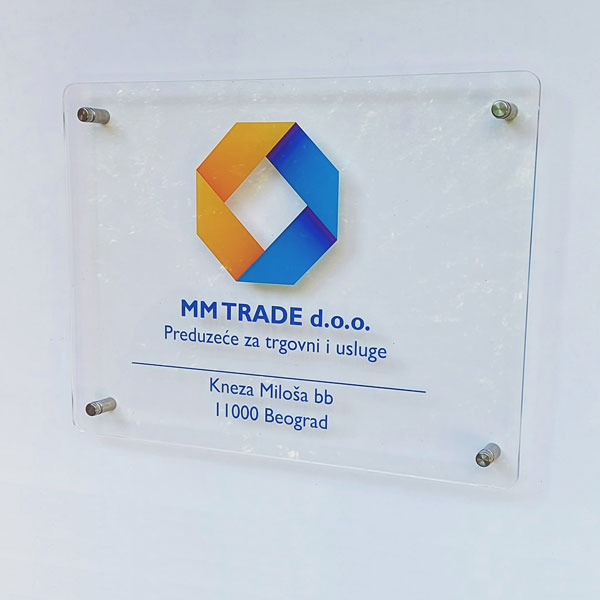 MM TRADE d.o.o.
Preduzeće za trgovni i usluge
Kneza Miloša bb
11000 Beograd